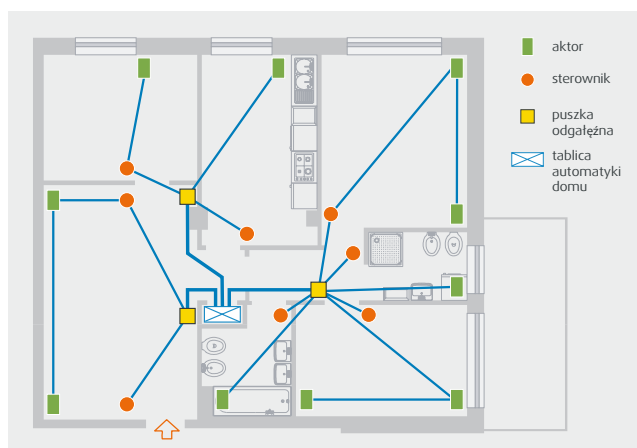 aktor
sterownik
puszka
odgałęźna
tablica
automatyki
domu